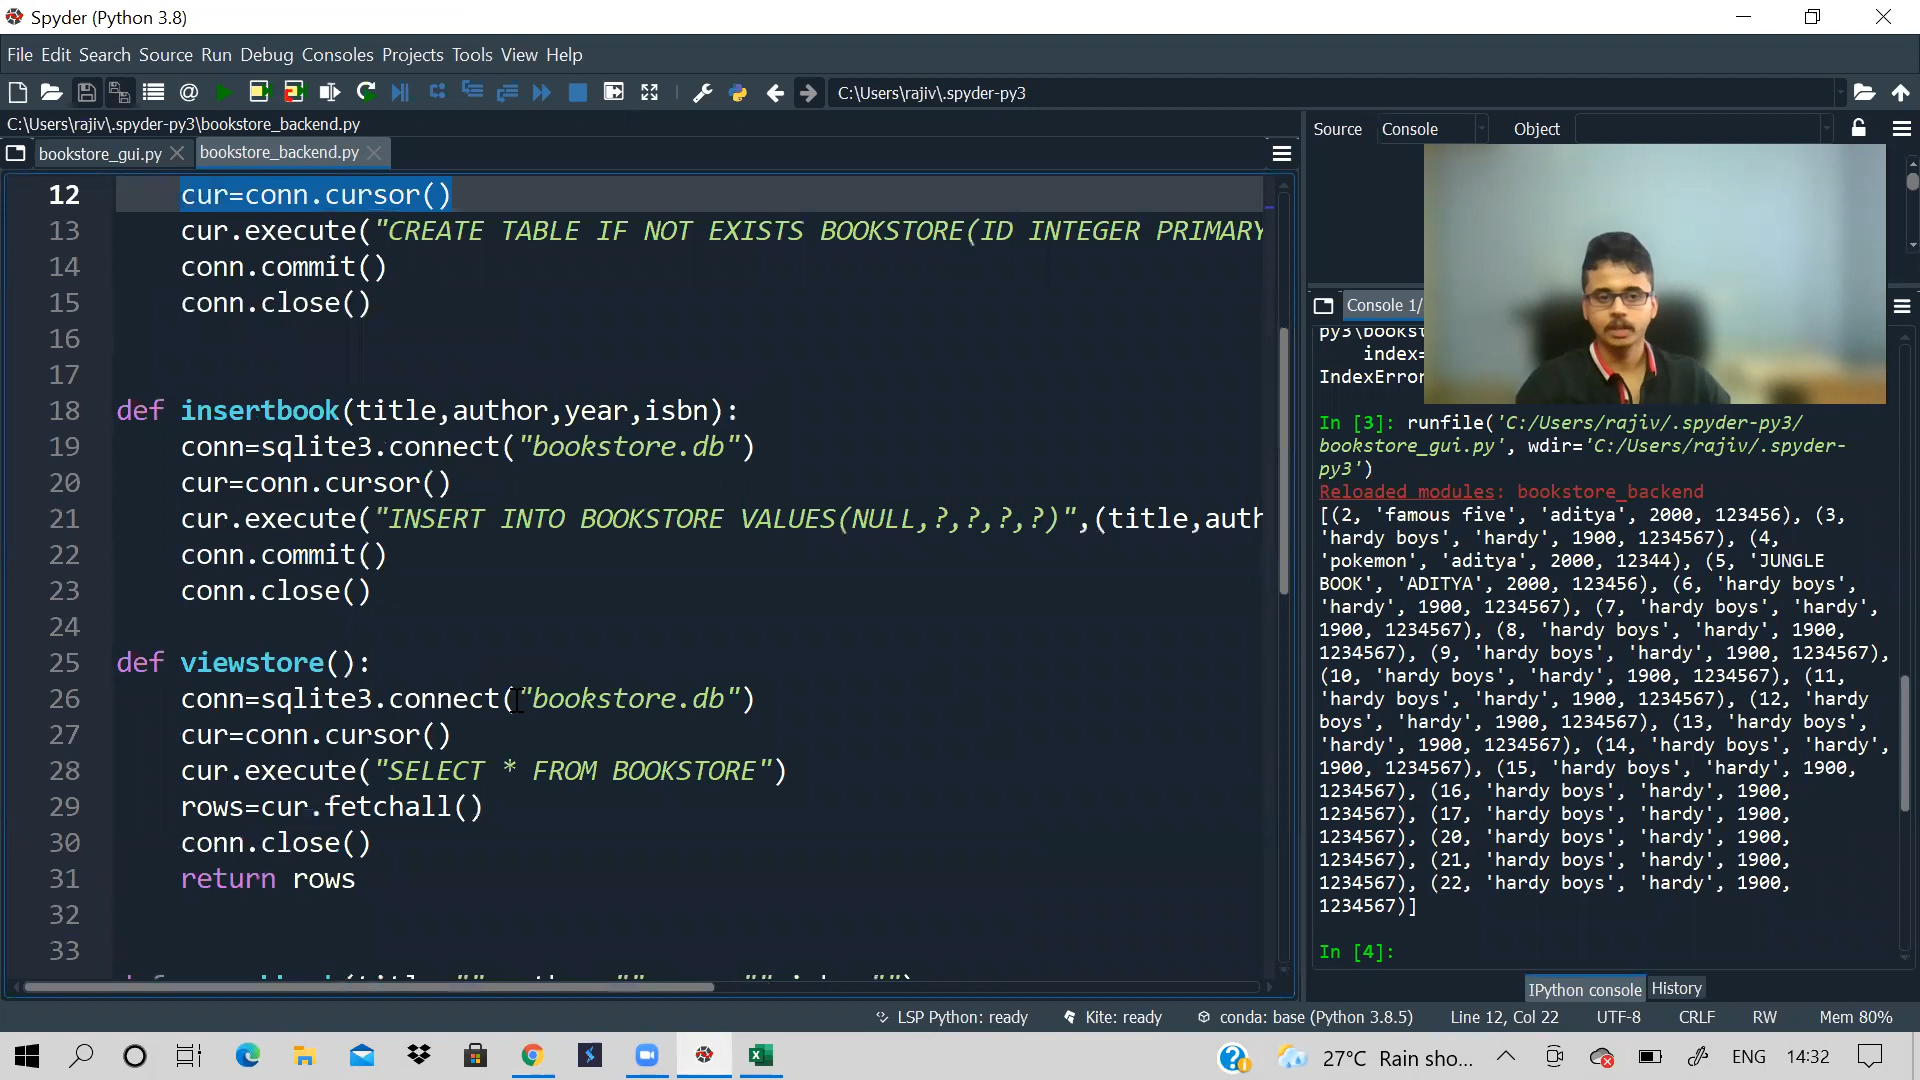 Spyder (Python 3.8)
File Edit Search Source Run Debug Consoles Projects Tools View Help
C:\Users\rajiv\.spyder-py3
C:\Users\rajiv\.spyder-py3\bookstore_backend.py
bookstore_gui.py
bookstore_backend.py
12 cur=conn.cursor()
13 cur.execute("CREATE TABLE IF NOT EXISTS BOOKSTORE(ID INTEGER PRIMARY
14 conn.commit()
15 conn.close()
16
17
18 def insertbook(title,author,year,isbn):
19 conn=sqlite3.connect("bookstore.db")
20 cur=conn.cursor()
21 cur.execute("INSERT INTO BOOKSTORE VALUES(NULL,?,?,?,?)",(title,auth
22 conn.commit()
23 conn.close()
24
25 def viewstore():
26 conn=sqlite3.connect("bookstore.db")
27 cur=conn.cursor()
28 cur.execute("SELECT * FROM BOOKSTORE")
29 rows=cur.fetchall()
30 conn.close()
31 return rows
32
33
Source Console Object
Console 1/
index=
IndexError
In [3]: runfile('C:/Users/rajiv/.spyder-py3/
bookstore_gui.py', wdir='C:/Users/rajiv/.spyder-
py3')
Reloaded modules: bookstore_backend
[(2, 'famous five', 'aditya', 2000, 123456), (3,
'hardy boys', 'hardy', 1900, 1234567), (4,
'pokemon', 'aditya', 2000, 12344), (5, 'JUNGLE
BOOK', 'ADITYA', 2000, 123456), (6, 'hardy boys',
'hardy', 1900, 1234567), (7, 'hardy boys', 'hardy',
1900, 1234567), (8, 'hardy boys', 'hardy', 1900,
1234567), (9, 'hardy boys', 'hardy', 1900, 1234567),
(10, 'hardy boys', 'hardy', 1900, 1234567), (11,
'hardy boys', 'hardy', 1900, 1234567), (12, 'hardy
boys', 'hardy', 1900, 1234567), (13, 'hardy boys',
'hardy', 1900, 1234567), (14, 'hardy boys', 'hardy',
1900, 1234567), (15, 'hardy boys', 'hardy', 1900,
1234567), (16, 'hardy boys', 'hardy', 1900,
1234567), (17, 'hardy boys', 'hardy', 1900,
1234567), (20, 'hardy boys', 'hardy', 1900,
1234567), (21, 'hardy boys', 'hardy', 1900,
1234567), (22, 'hardy boys', 'hardy', 1900,
1234567)]
In [4]:
IPython console History
LSP Python: ready Kite: ready conda: base (Python 3.8.5) Line 12, Col 22 UTF-8 CRLF RW Mem 80%
27°C Rain sho... ENG 14:32